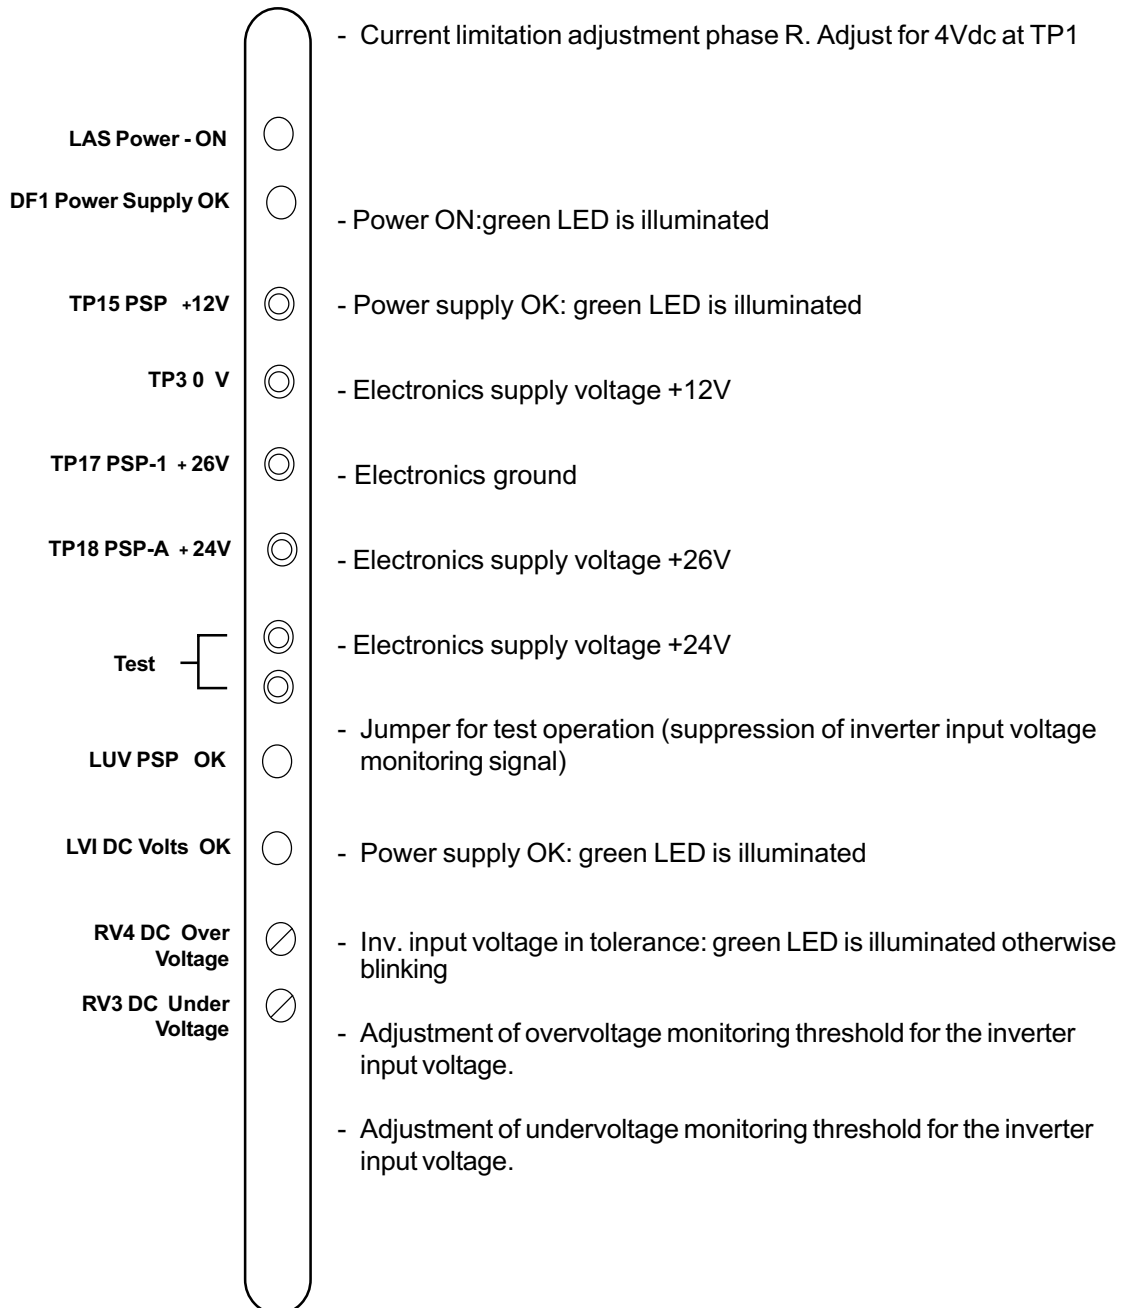 - Current limitation adjustment phase R. Adjust for 4Vdc at TP1
LAS Power - ON
DF1 Power Supply OK
- Power ON:green LED is illuminated
TP15 PSP +12V
- Power supply OK: green LED is illuminated
TP3 0 V
- Electronics supply voltage +12V
TP17 PSP-1 + 26V
- Electronics ground
TP18 PSP-A + 24V
- Electronics supply voltage +26V
Test
- Electronics supply voltage +24V
- Jumper for test operation (suppression of inverter input voltage
monitoring signal)
LUV PSP OK
LVI DC Volts OK
- Power supply OK: green LED is illuminated
RV4 DC Over
Voltage
- Inv. input voltage in tolerance: green LED is illuminated otherwise
blinking
RV3 DC Under
Voltage
- Adjustment of overvoltage monitoring threshold for the inverter
input voltage.
- Adjustment of undervoltage monitoring threshold for the inverter
input voltage.